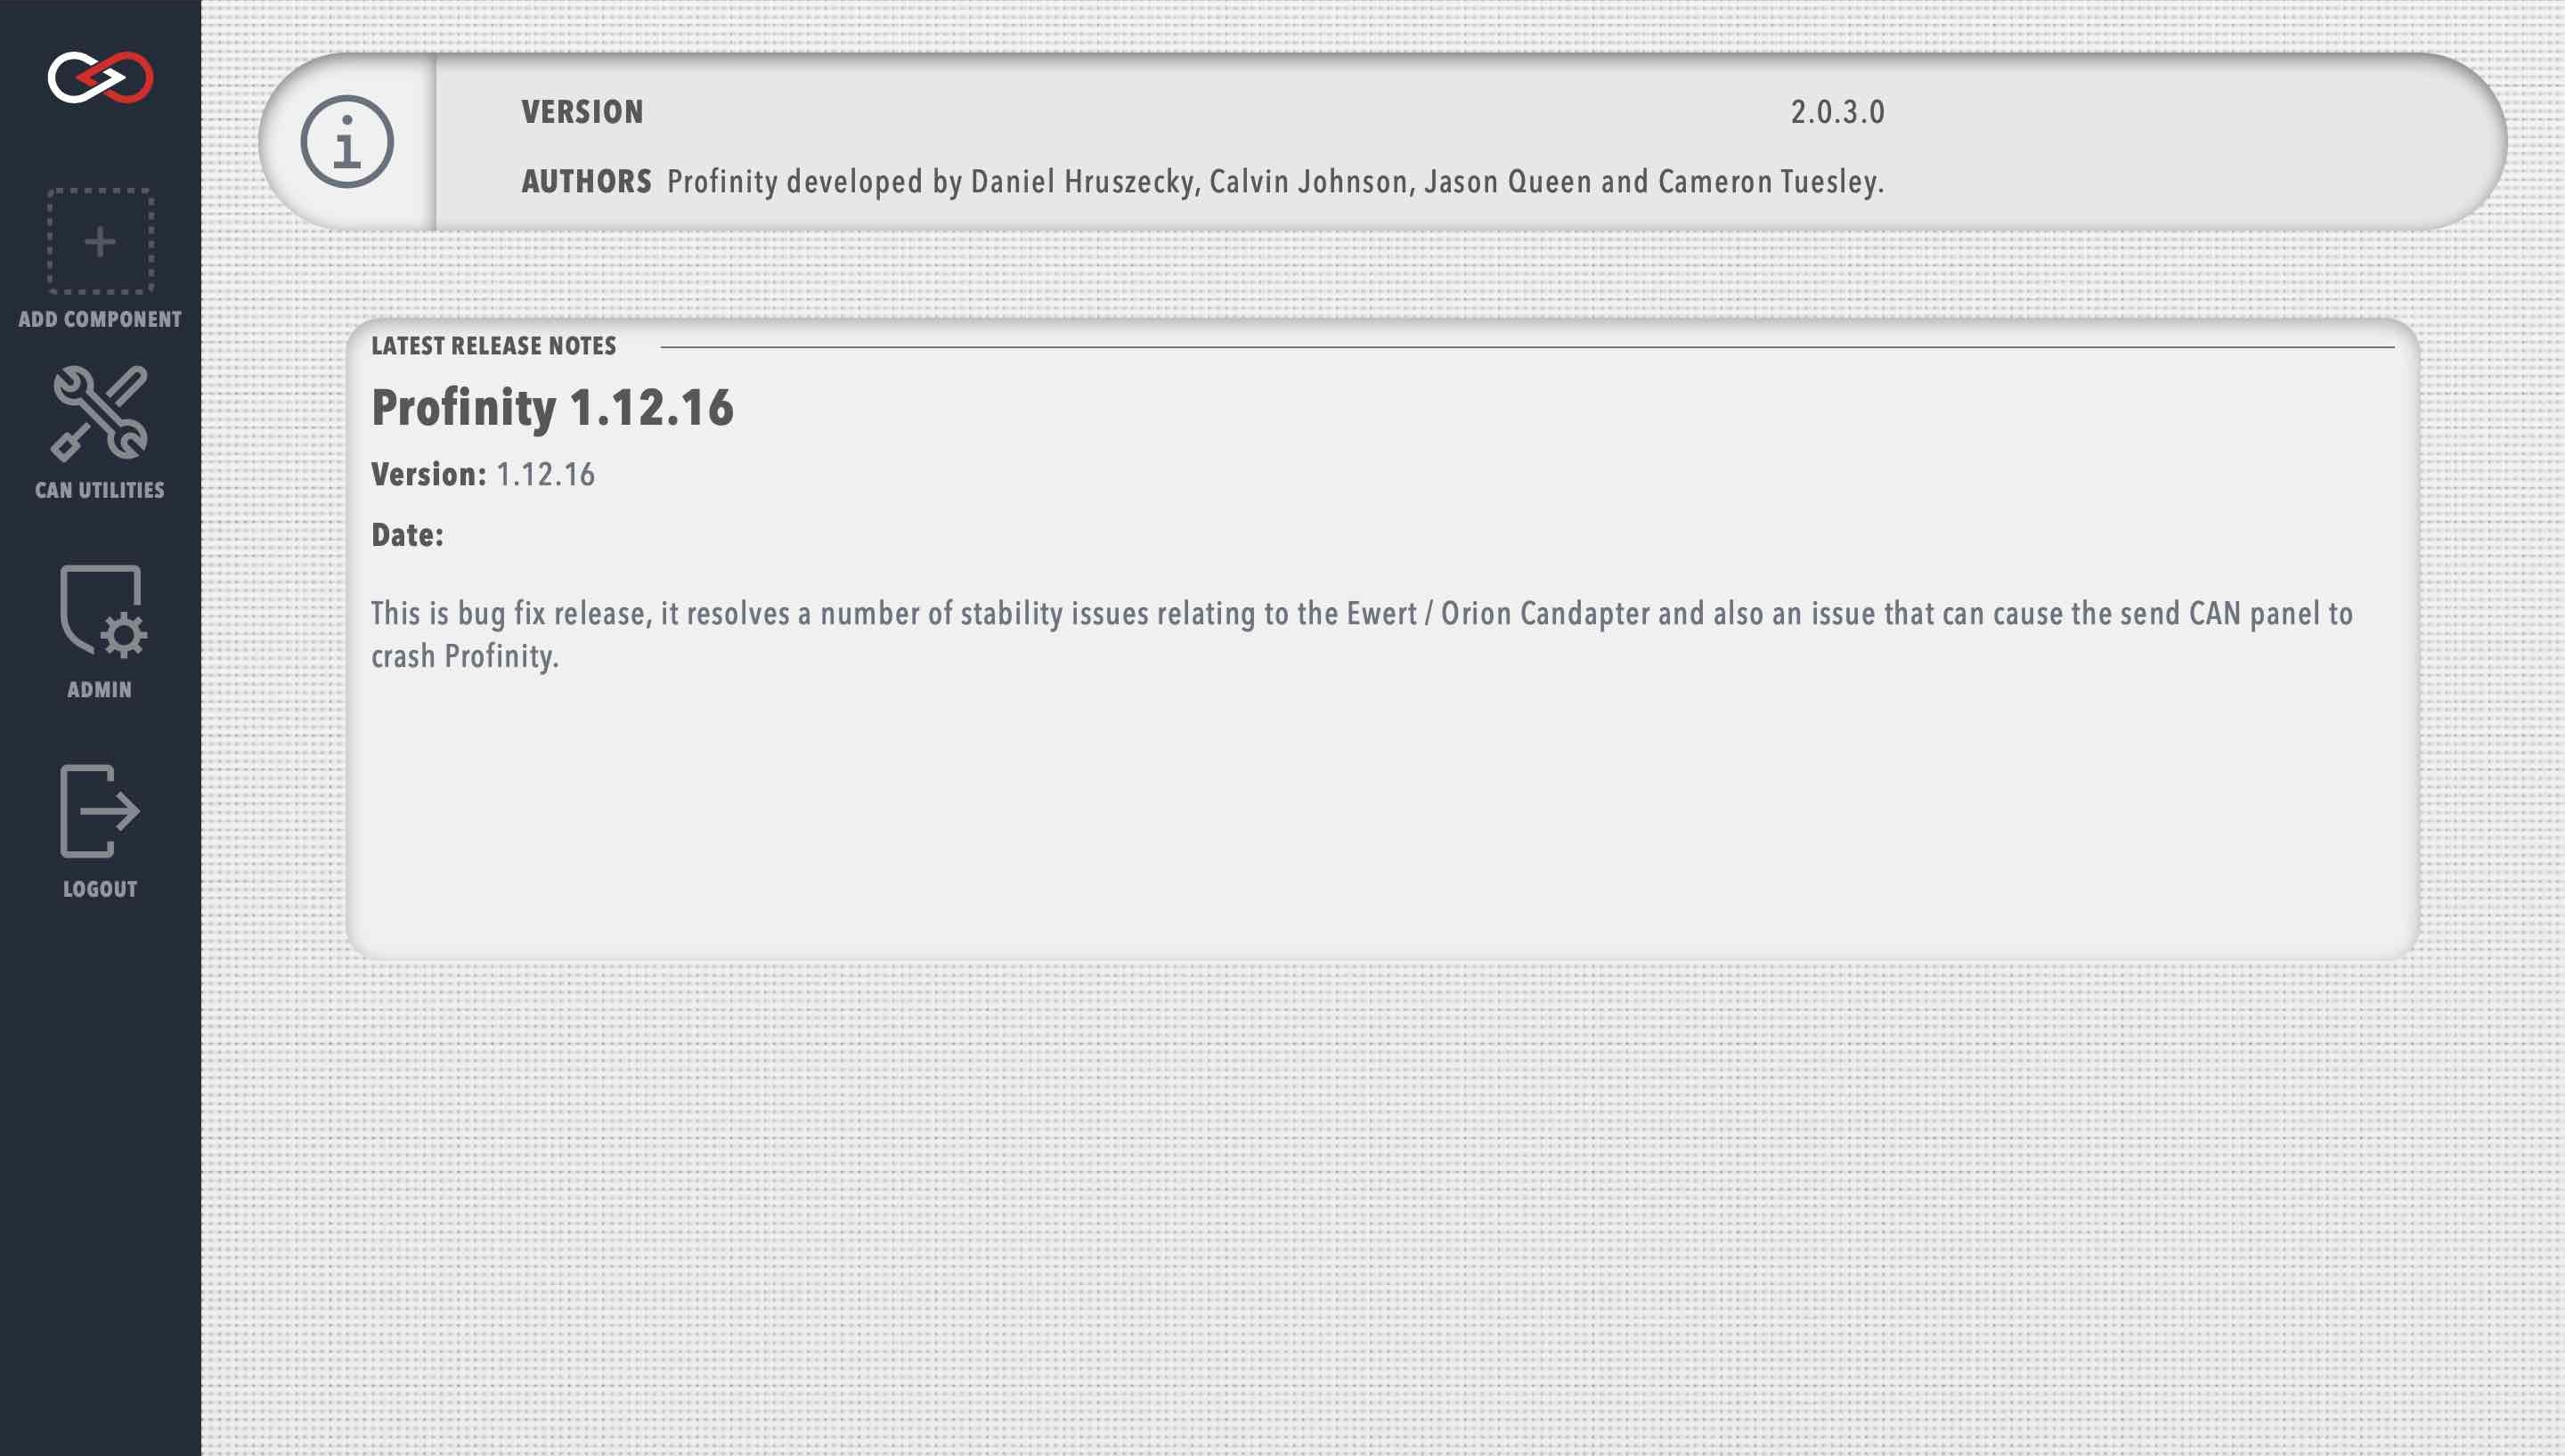 VERSION 2.0.3.0
AUTHORS Profinity developed by Daniel Hruszecky, Calvin Johnson, Jason Queen and Cameron Tuesley.
ADD COMPONENT
CAN UTILITIES
ADMIN
LOGOUT
LATEST RELEASE NOTES
Profinity 1.12.16
Version: 1.12.16
Date:
This is bug fix release, it resolves a number of stability issues relating to the Ewert / Orion Candapter and also an issue that can cause the send CAN panel to
crash Profinity.